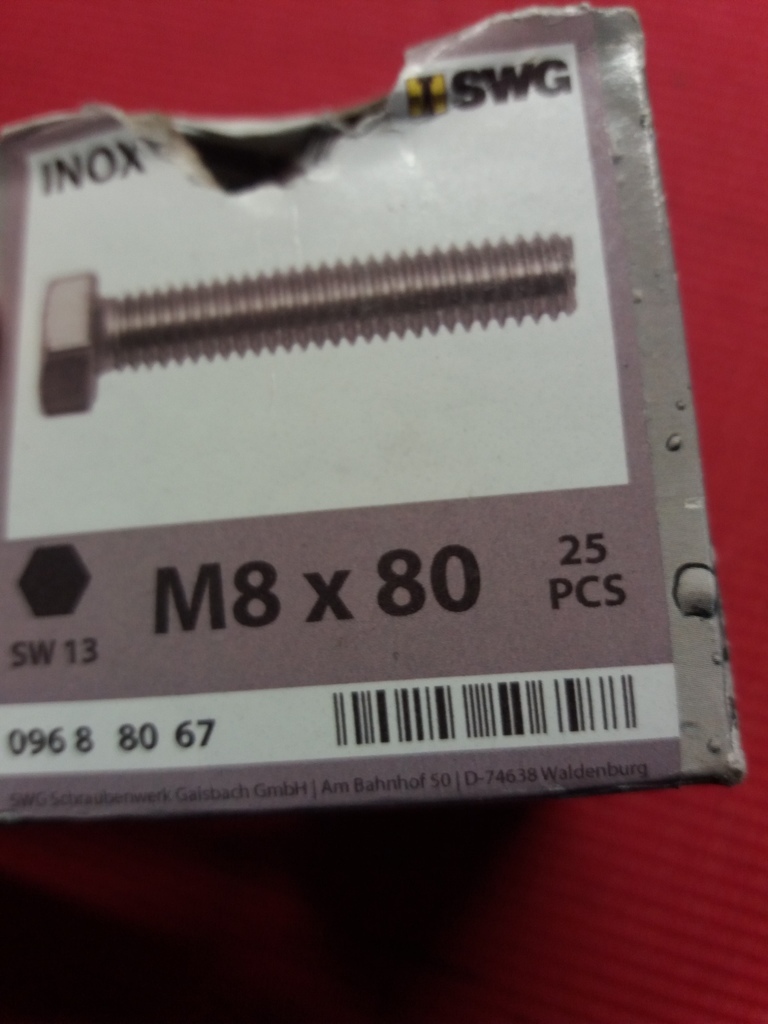 SWG
INOX
M8 x 80
25
PCS
SW 13
096 8 80 67
SWG Schraubenwerk Gaisbach GmbH | Am Bahnhof 50 | D-74638 Waldenburg